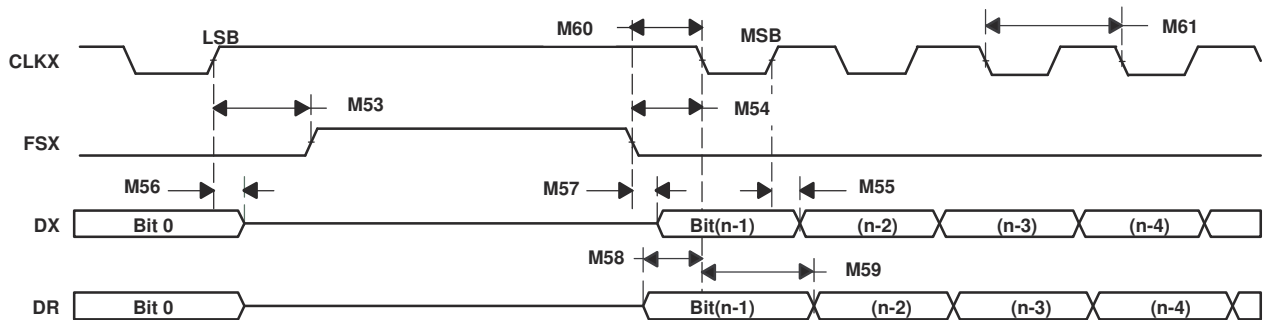 M60 MSB M61
LSB
CLKX
M53 M54
FSX
M56 M57 M55
DX Bit 0 Bit(n-1) (n-2) (n-3) (n-4)
M58 M59
DR Bit 0 Bit(n-1) (n-2) (n-3) (n-4)